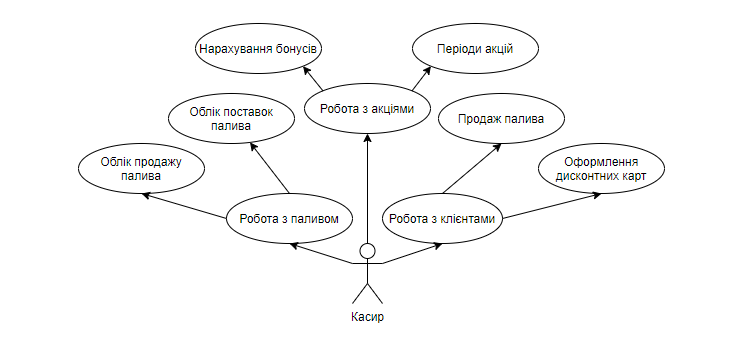 Нарахування бонусів
Періоди акцій
Робота з акціями
Облік поставок
палива
Продаж палива
Облік продажу
палива
Оформлення
дисконтних карт
Робота з паливом
Робота з клієнтами
Касир